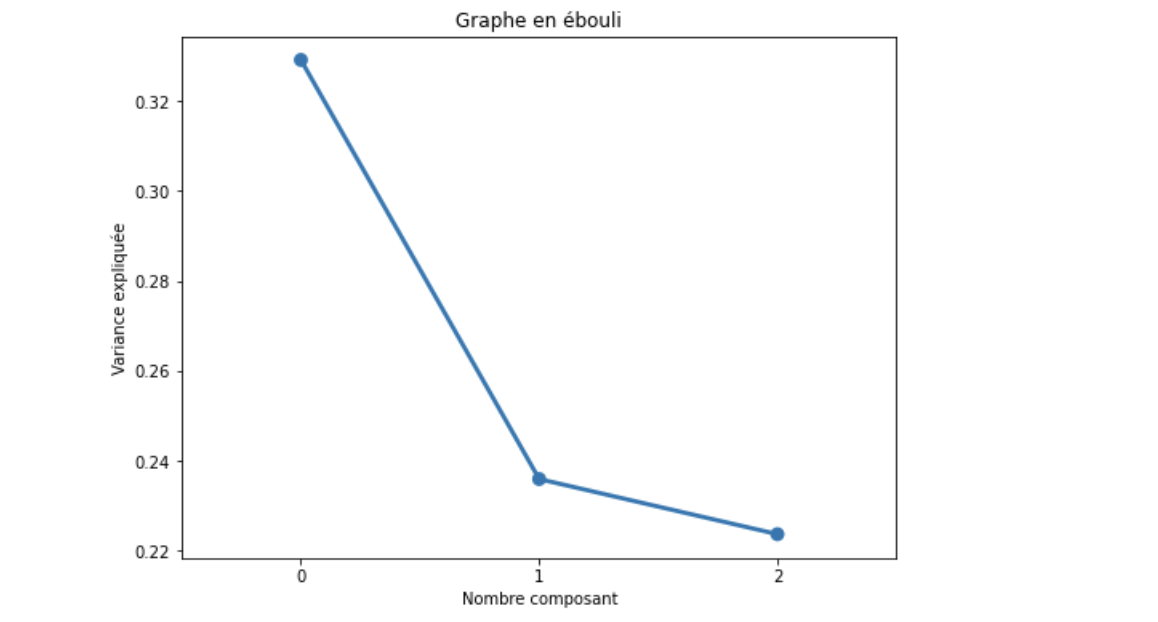 Graphe en ébouli
0.32
0.30
0.28
0.26
0.24
0.22
Variance expliquée
0 1 2
Nombre composant